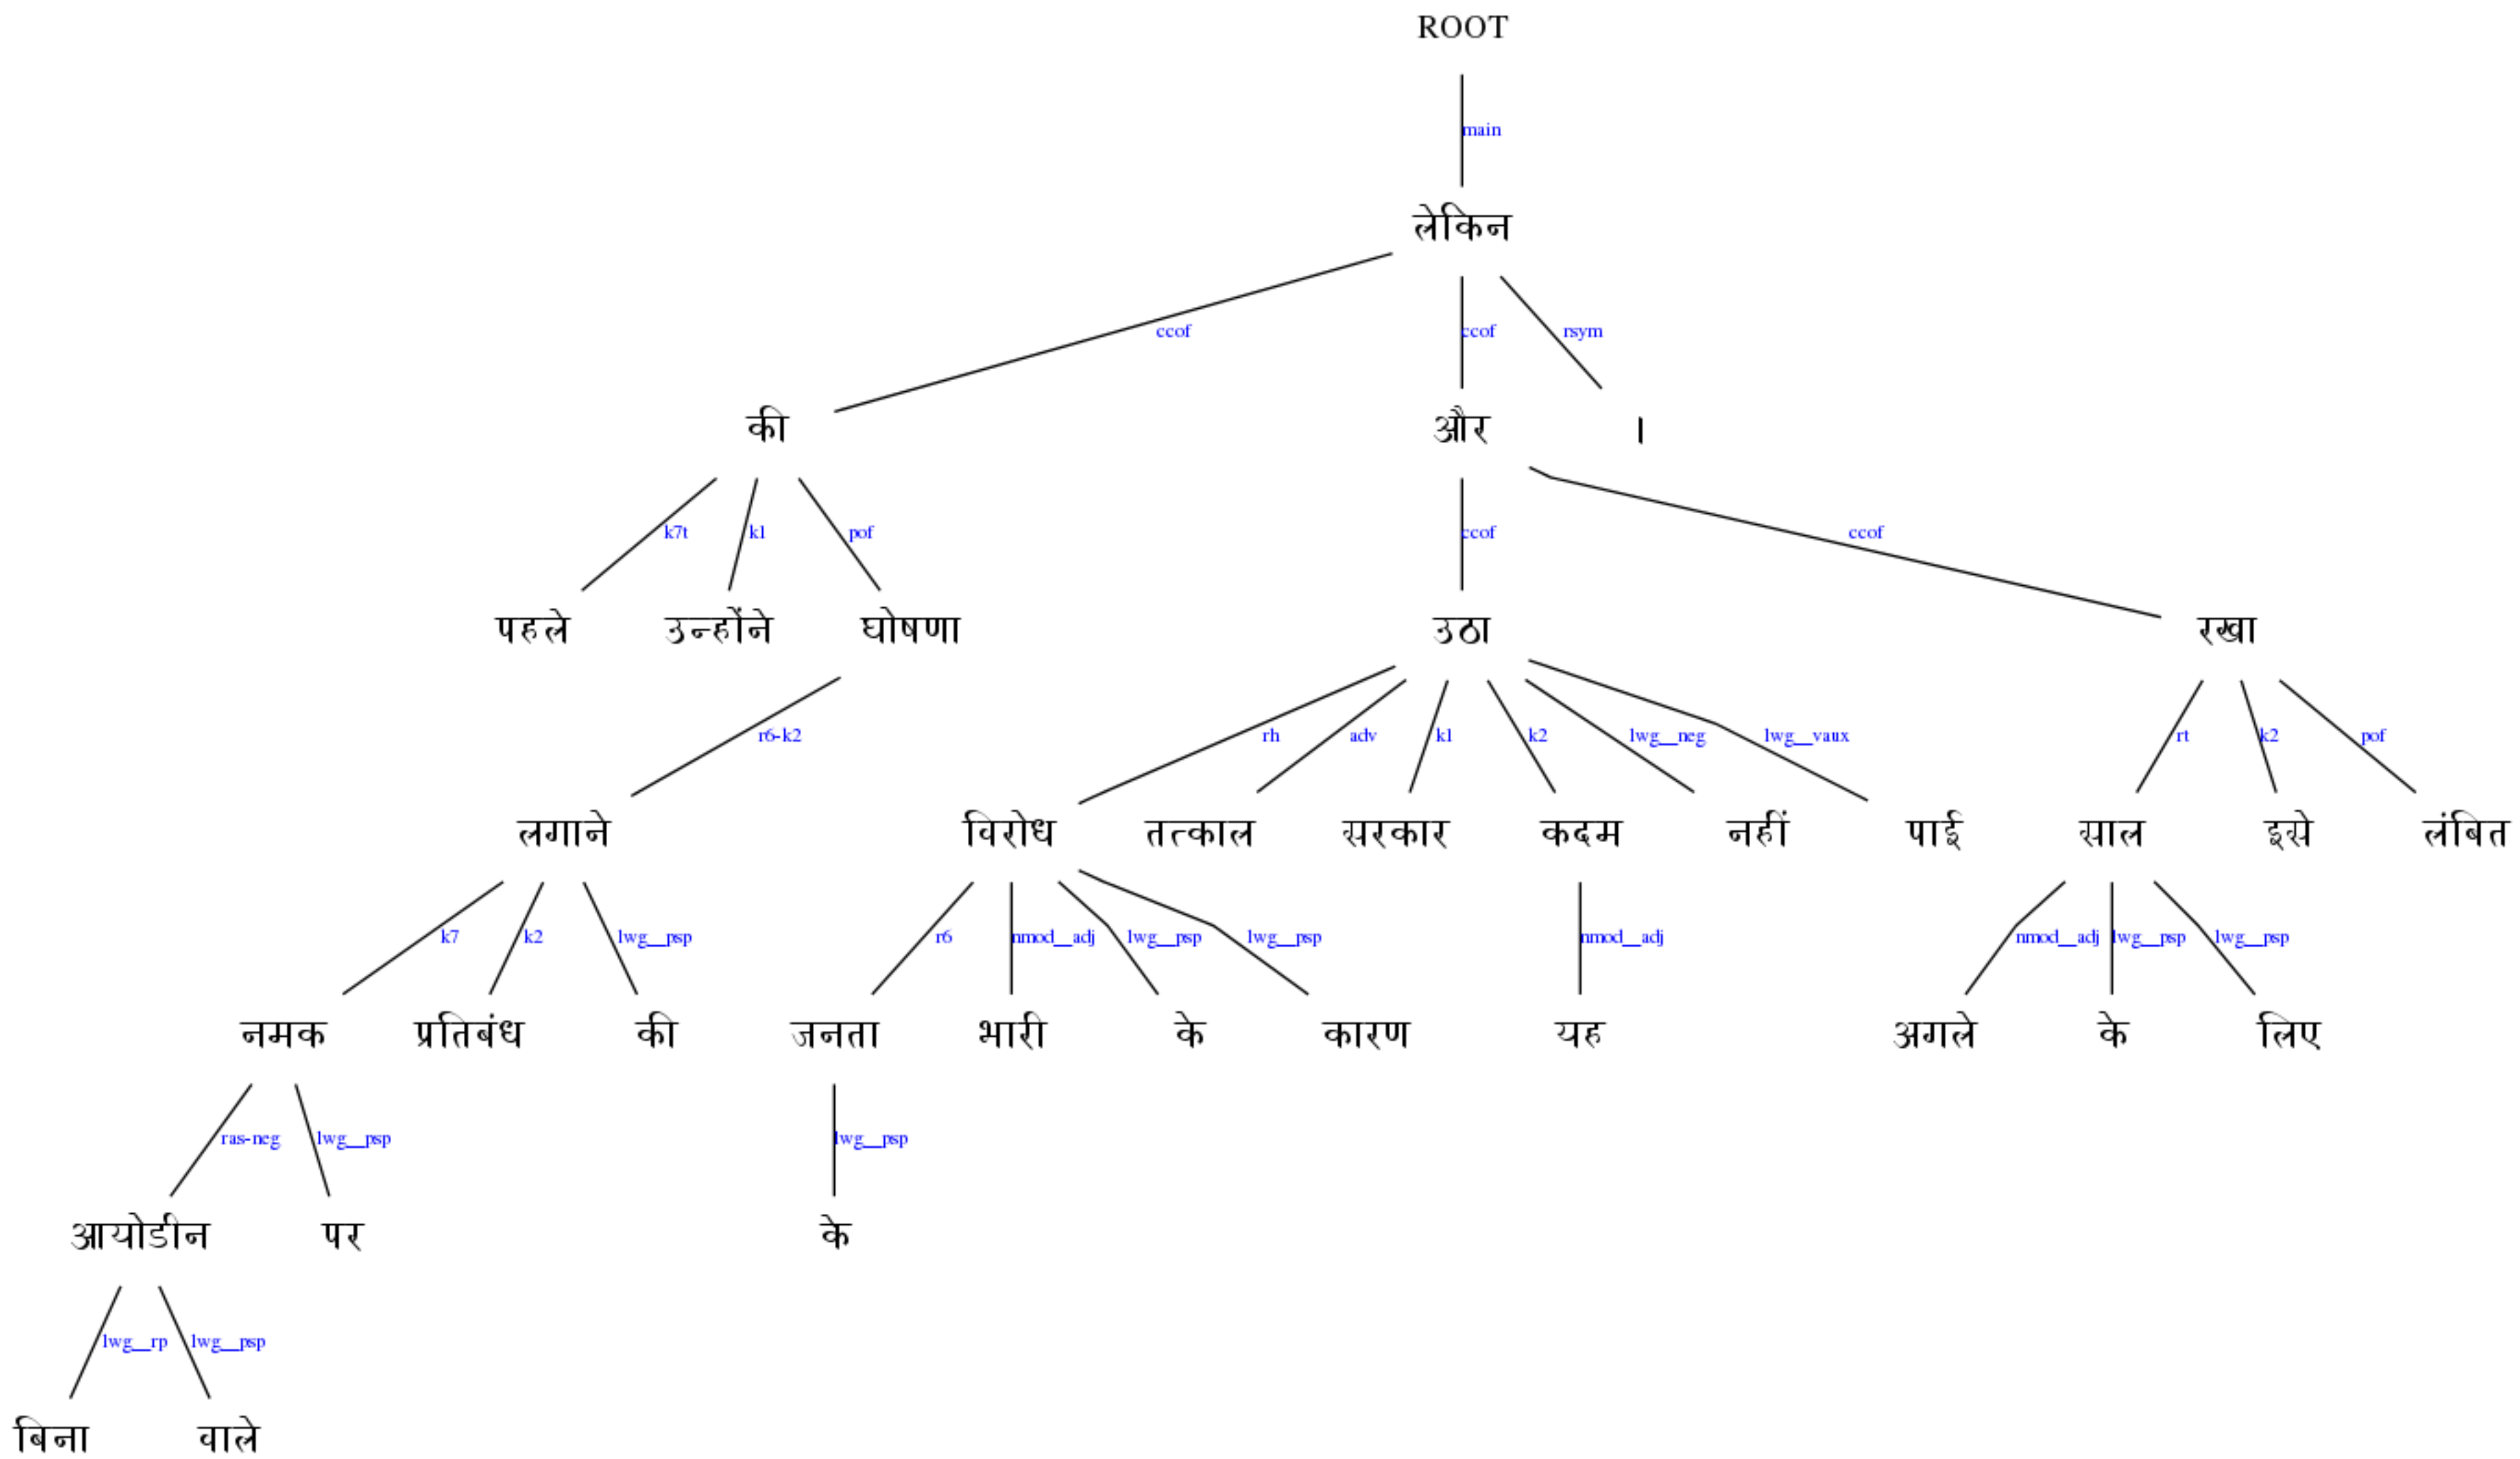 ROOT
main
लेकिन
ccof ccof rsym
की और ।
k7t k1 pof ccof ccof
पहले उन्होंने घोषणा उठा रखा
r6-k2 rh adv k1 k2 lwg__neg lwg__vaux rt k2 pof
लगाने विरोध तत्काल सरकार कदम नहीं पाई साल इसे लंबित
k7 k2 lwg__psp r6 nmod__adj lwg__psp lwg__psp nmod__adj nmod__adj lwg__psp lwg__psp
नमक प्रतिबंध की जनता भारी के कारण यह अगले के लिए
ras-neg lwg__psp lwg__psp
आयोडीन पर के
lwg__rp lwg__psp
बिना वाले